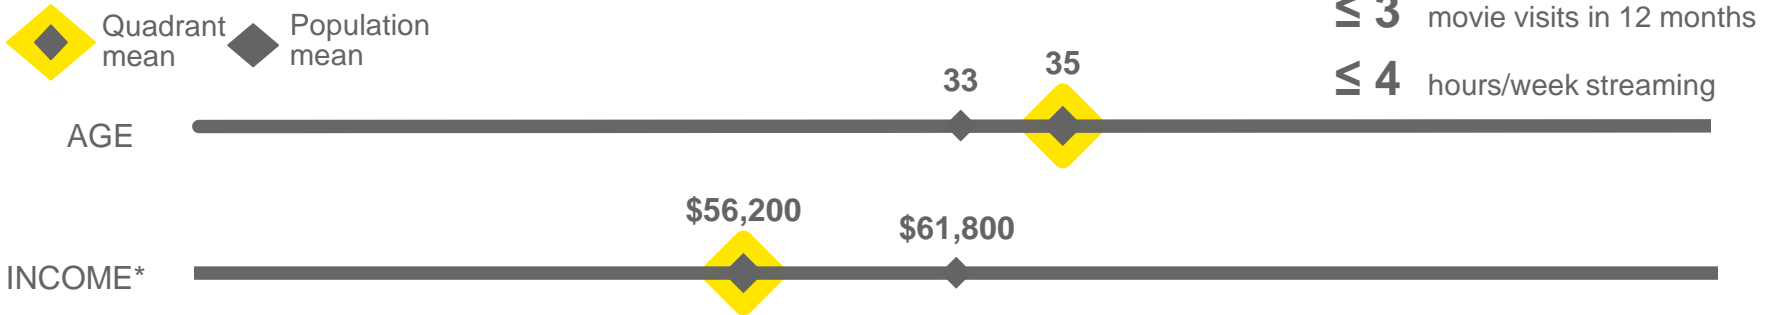 Quadrant
mean
Population
mean
≤ 3 movie visits in 12 months
≤ 4 hours/week streaming
33
35
AGE
$56,200
$61,800
INCOME*